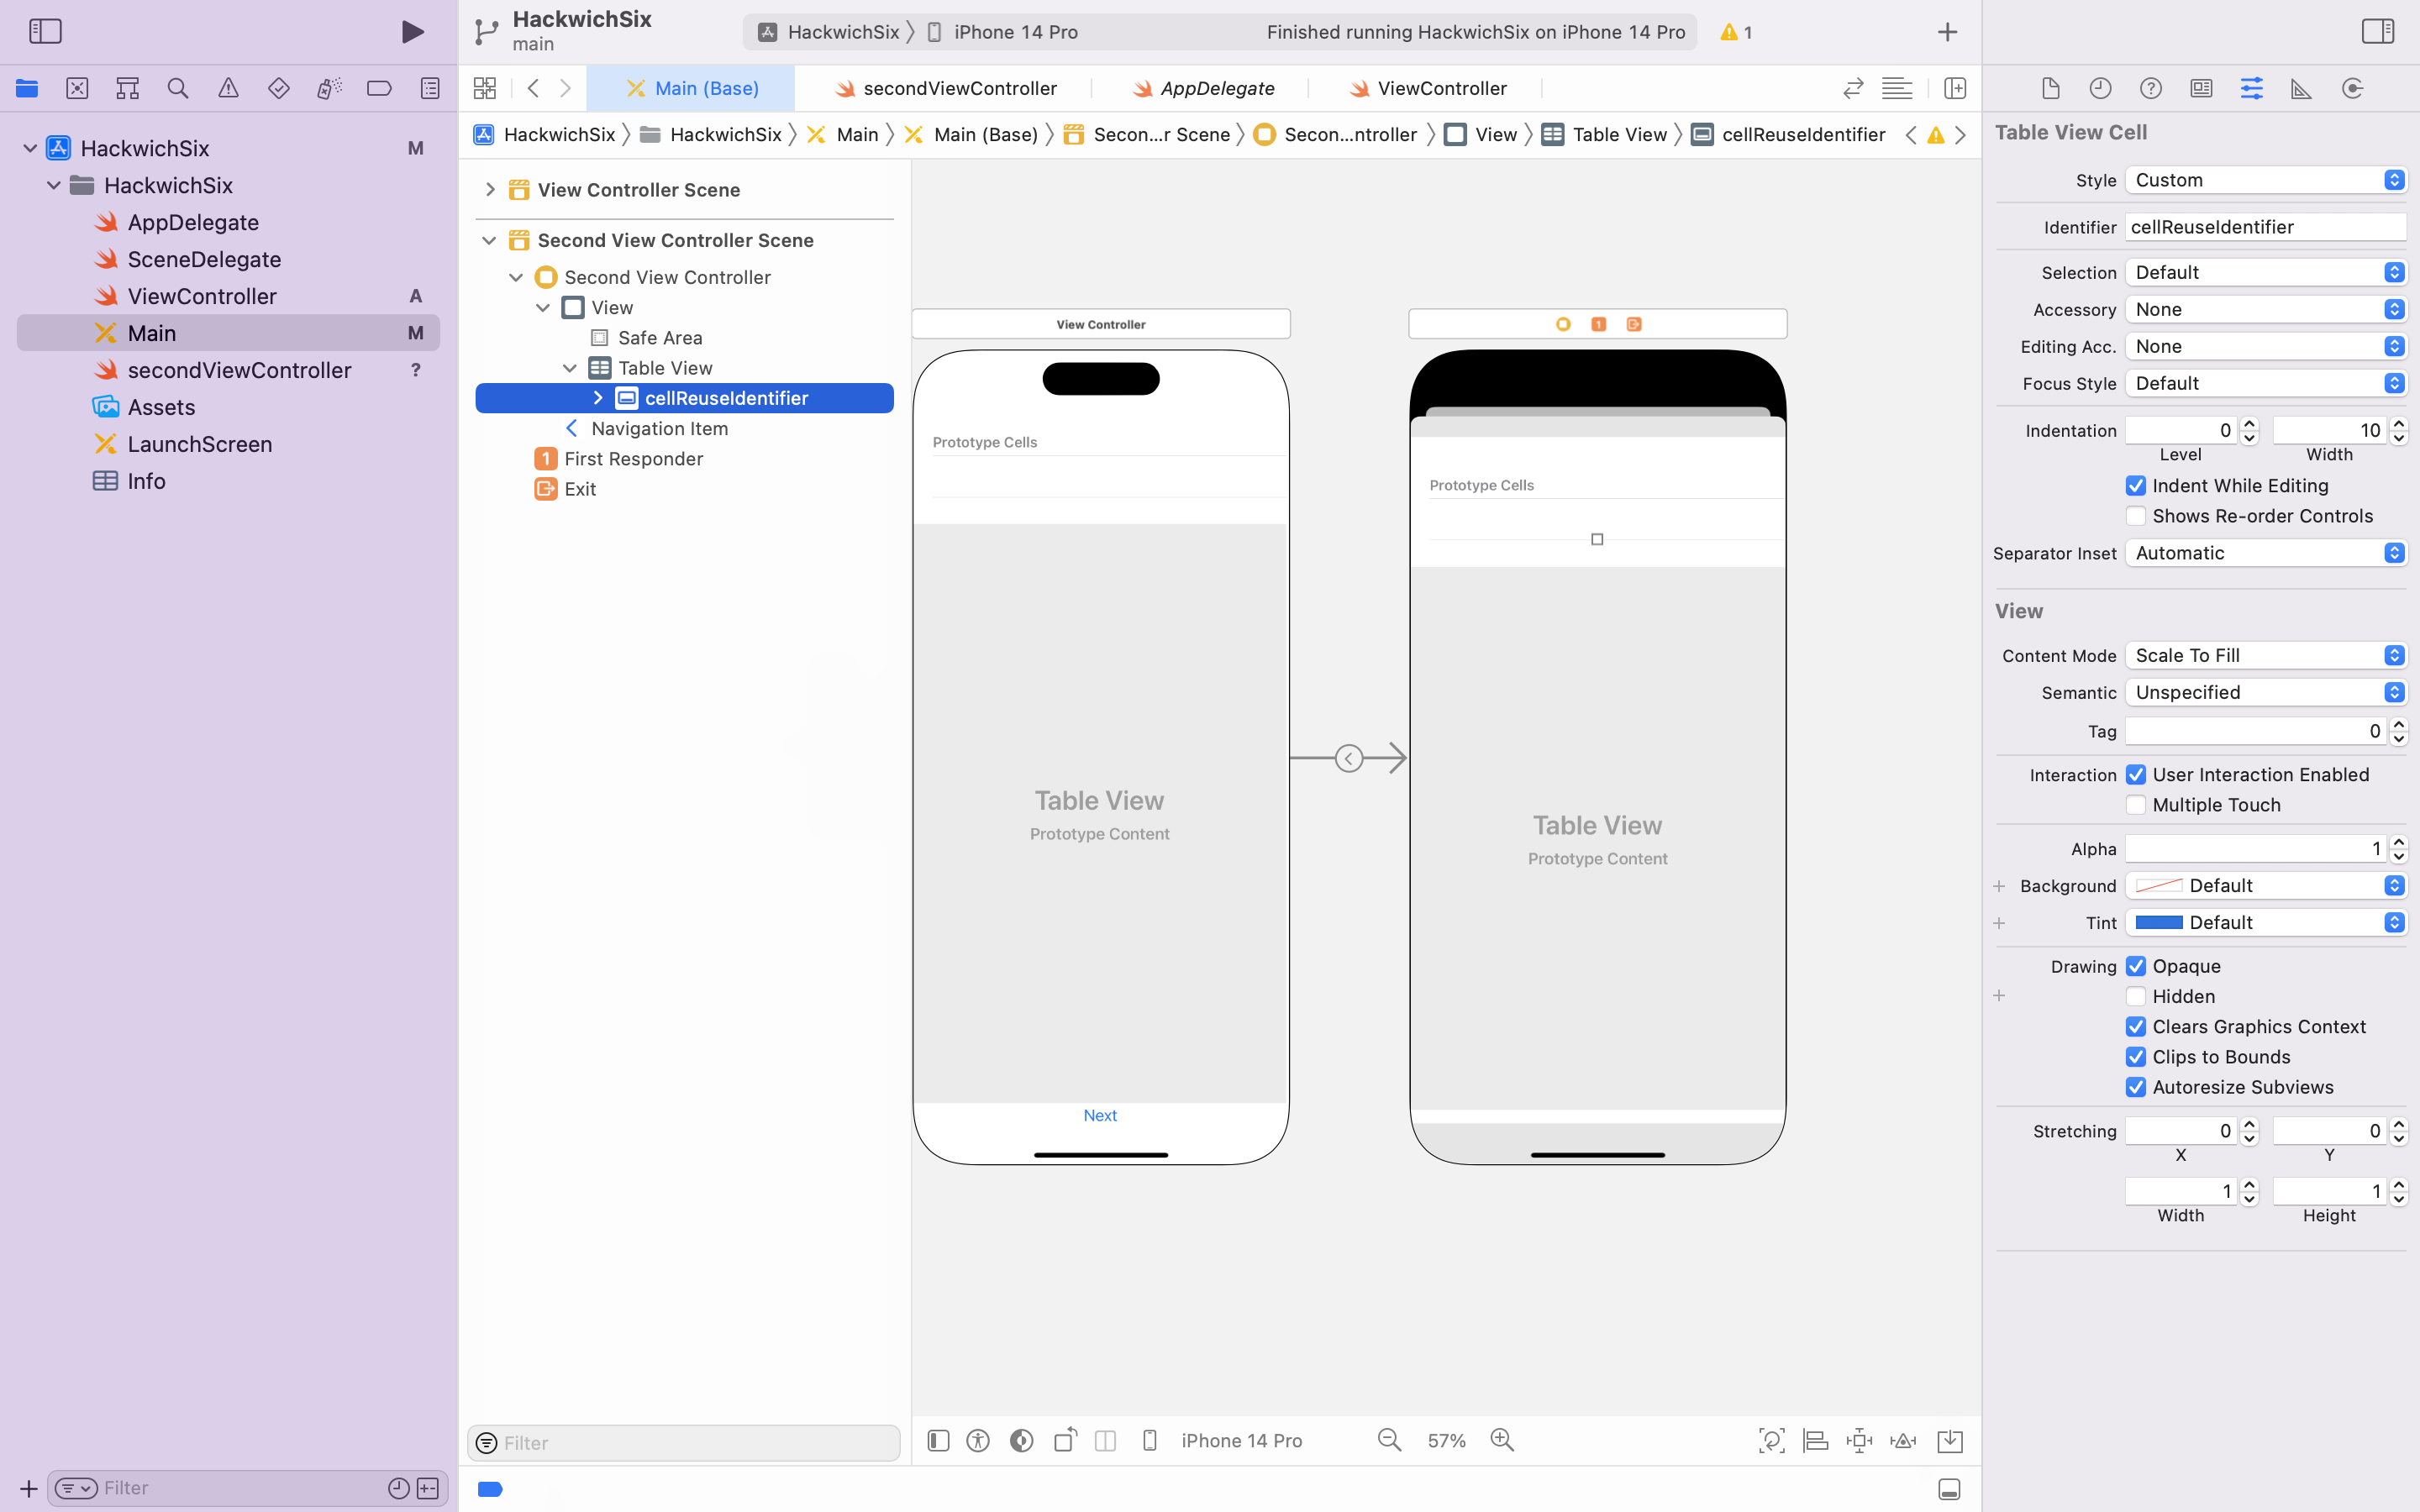 HackwichSix
main
HackwichSix
iPhone 14 Pro
Finished running HackwichSix on iPhone 14 Pro
1
Main (Base)
secondViewController
AppDelegate
ViewController
HackwichSix
HackwichSix
Main
Main (Base)
Secon...r Scene
Secon...ntroller
View
Table View
cellReuseIdentifier
HackwichSix M
HackwichSix
AppDelegate
SceneDelegate
ViewController A
Main M
secondViewController ?
Assets
LaunchScreen
Info
Filter
View Controller Scene
Second View Controller Scene
Second View Controller
View
Safe Area
Table View
cellReuseIdentifier
Navigation Item
1 First Responder
Exit
Filter
View Controller
Prototype Cells
Table View
Prototype Content
Next
1
Prototype Cells
Table View
Prototype Content
iPhone 14 Pro
57%
Table View Cell
Style Custom
Identifier cellReuseIdentifier
Selection Default
Accessory None
Editing Acc. None
Focus Style Default
Indentation 0 10
Level Width
Indent While Editing
Shows Re-order Controls
Separator Inset Automatic
View
Content Mode Scale To Fill
Semantic Unspecified
Tag 0
Interaction User Interaction Enabled
Multiple Touch
Alpha 1
Background Default
Tint Default
Drawing Opaque
Hidden
Clears Graphics Context
Clips to Bounds
Autoresize Subviews
Stretching 0 0
X Y
1 1
Width Height